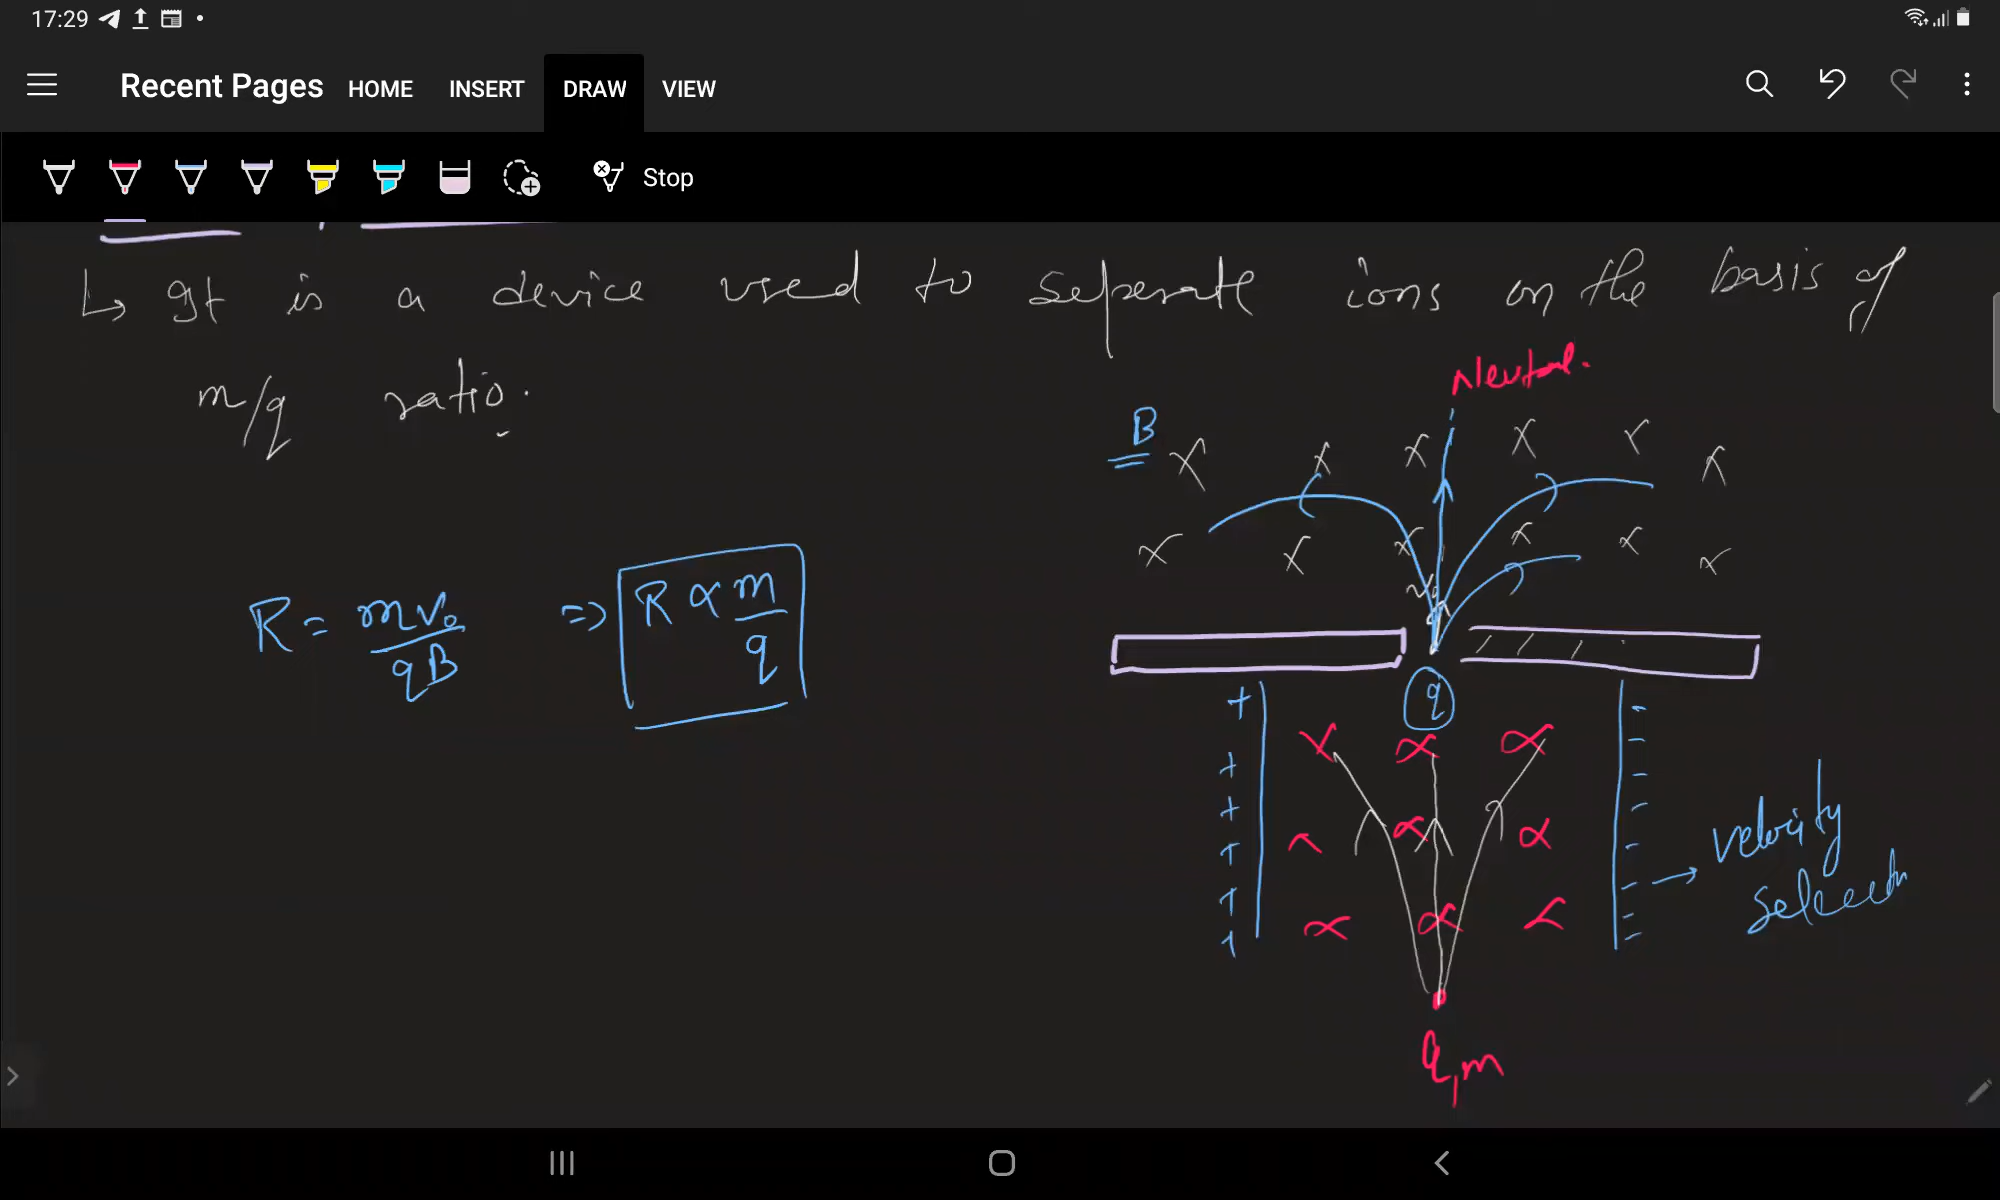 17:29
Recent Pages HOME INSERT DRAW VIEW
Stop
↳ It is a device used to seperate ions on the basis of
m/q ratio.
Neutral.
B
X X X X X X
X X X X X X
R = mv₀/qB => R ∝ m/q
q
velocity
selector
q,m